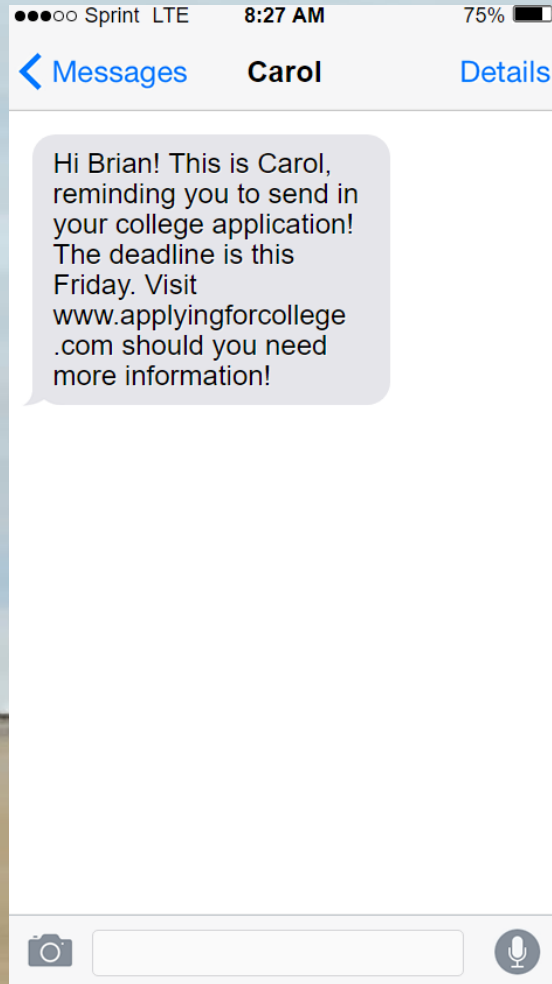 Sprint LTE 8:27 AM 75%
Messages Carol Details
Hi Brian! This is Carol,
reminding you to send in
your college application!
The deadline is this
Friday. Visit
www.applyingforcollege
.com should you need
more information!